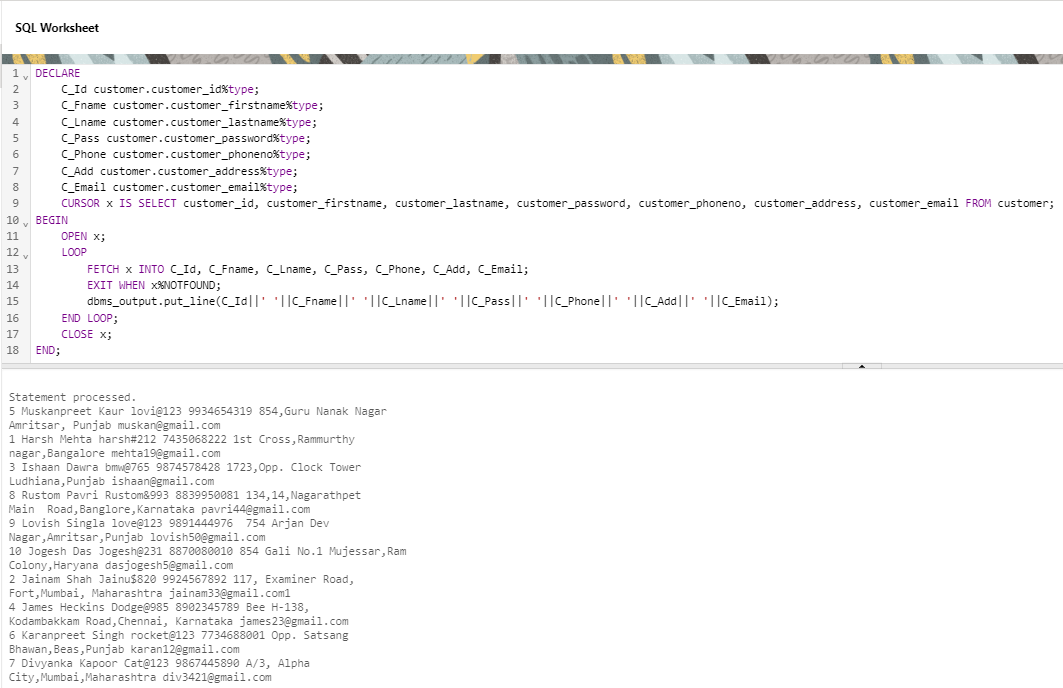 SQL Worksheet
1 DECLARE
2 C_Id customer.customer_id%type;
3 C_Fname customer.customer_firstname%type;
4 C_Lname customer.customer_lastname%type;
5 C_Pass customer.customer_password%type;
6 C_Phone customer.customer_phoneno%type;
7 C_Add customer.customer_address%type;
8 C_Email customer.customer_email%type;
9 CURSOR x IS SELECT customer_id, customer_firstname, customer_lastname, customer_password, customer_phoneno, customer_address, customer_email FROM customer;
10 BEGIN
11 OPEN x;
12 LOOP
13 FETCH x INTO C_Id, C_Fname, C_Lname, C_Pass, C_Phone, C_Add, C_Email;
14 EXIT WHEN x%NOTFOUND;
15 dbms_output.put_line(C_Id||' '||C_Fname||' '||C_Lname||' '||C_Pass||' '||C_Phone||' '||C_Add||' '||C_Email);
16 END LOOP;
17 CLOSE x;
18 END;
Statement processed.
5 Muskanpreet Kaur lovi@123 9934654319 854,Guru Nanak Nagar
Amritsar, Punjab muskan@gmail.com
1 Harsh Mehta harsh#212 7435068222 1st Cross,Rammurthy
nagar,Bangalore mehta19@gmail.com
3 Ishaan Dawra bmw@765 9874578428 1723,Opp. Clock Tower
Ludhiana,Punjab ishaan@gmail.com
8 Rustom Pavri Rustom&993 8839950081 134,14,Nagarathpet
Main  Road,Banglore,Karnataka pavri44@gmail.com
9 Lovish Singla love@123 9891444976  754 Arjan Dev
Nagar,Amritsar,Punjab lovish50@gmail.com
10 Jogesh Das Jogesh@231 8870080010 854 Gali No.1 Mujessar,Ram
Colony,Haryana dasjogesh5@gmail.com
2 Jainam Shah Jainu$820 9924567892 117, Examiner Road,
Fort,Mumbai, Maharashtra jainam33@gmail.com1
4 James Heckins Dodge@985 8902345789 Bee H-138,
Kodambakkam Road,Chennai, Karnataka james23@gmail.com
6 Karanpreet Singh rocket@123 7734688001 Opp. Satsang
Bhawan,Beas,Punjab karan12@gmail.com
7 Divyanka Kapoor Cat@123 9867445890 A/3, Alpha
City,Mumbai,Maharashtra div3421@gmail.com